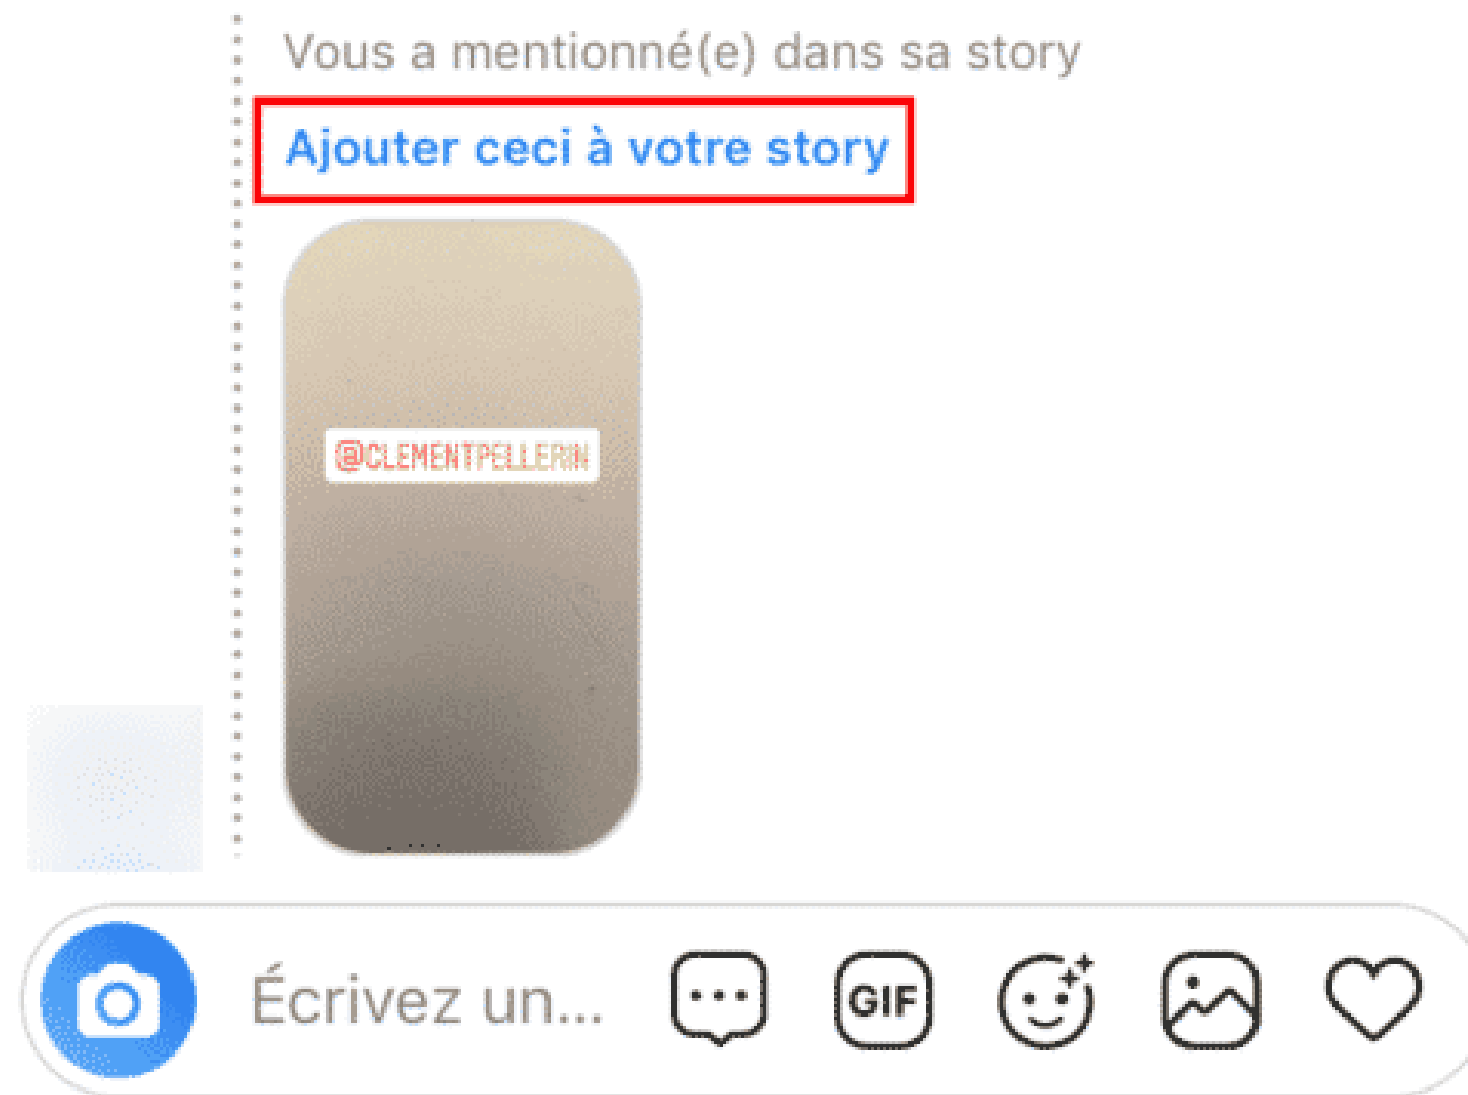 Vous a mentionné(e) dans sa story
Ajouter ceci à votre story
@CLEMENTPELLERIN
Écrivez un...
GIF